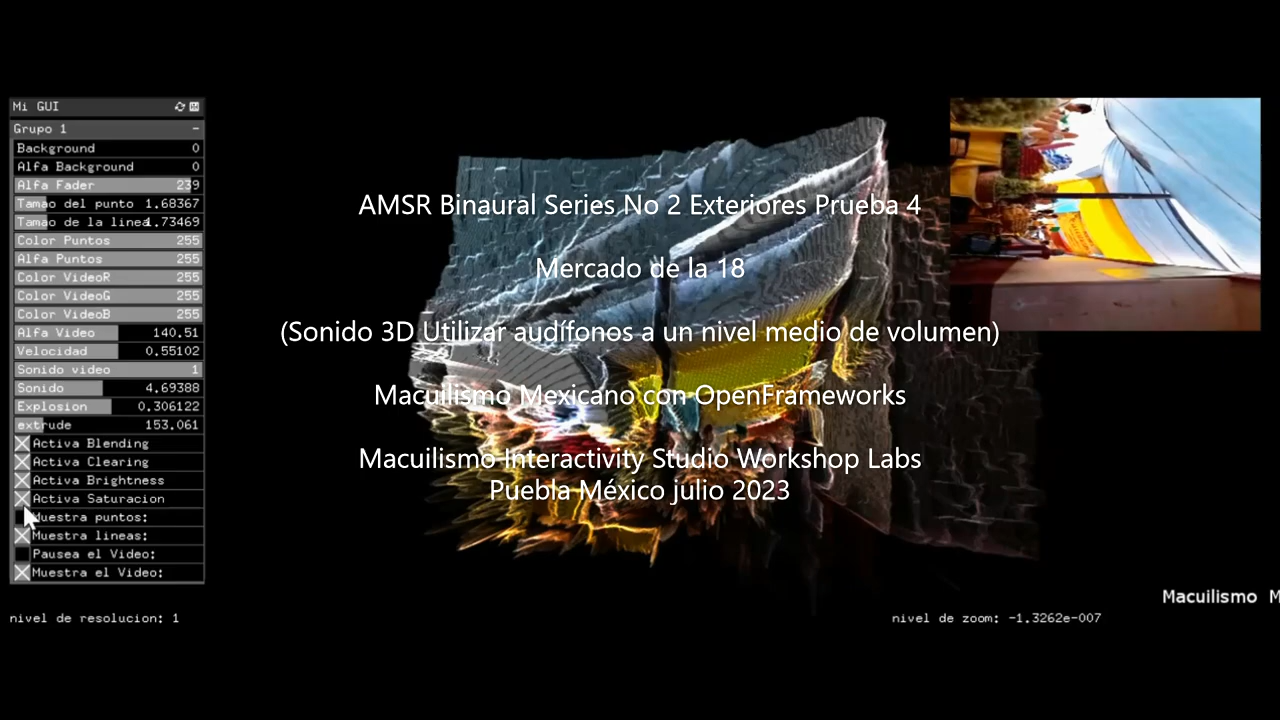 Mi GUI
Grupo 1 -
Background 0
Alfa Background 0
Alfa Fader 239
Tamao del punto 1.68367
Tamao de la linea 1.73469
Color Puntos 255
Alfa Puntos 255
Color VideoR 255
Color VideoG 255
Color VideoB 255
Alfa Video 140.51
Velocidad 0.55102
Sonido video 1
Sonido 4.69388
Explosion 0.306122
extrude 153.061
Activa Blending
Activa Clearing
Activa Brightness
Activa Saturacion
Muestra puntos:
Muestra lineas:
Pausea el Video:
Muestra el Video:
nivel de resolucion: 1
AMSR Binaural Series No 2 Exteriores Prueba 4
Mercado de la 18
(Sonido 3D Utilizar audífonos a un nivel medio de volumen)
Macuilismo Mexicano con OpenFrameworks
Macuilismo Interactivity Studio Workshop Labs
Puebla México julio 2023
Macuilismo M
nivel de zoom: -1.3262e-007